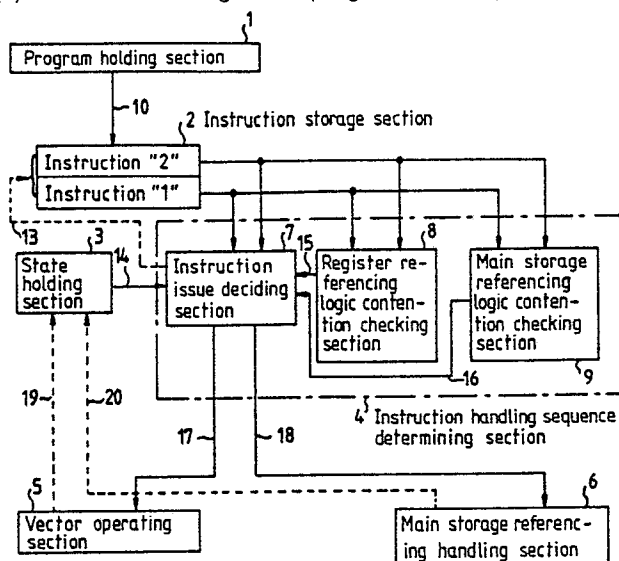 1
Program holding section
10
2 Instruction storage section
Instruction "2"
Instruction "1"
13
3
State
holding
section
14
7
Instruction
issue deciding
section
15
8
Register re-
ferencing
logic conten-
tion checking
section
Main storage
referencing
logic contention
checking
section
9
16
19
20
17
18
4 Instruction handling sequence
determining section
5
Vector operating
section
6
Main storage referenc-
ing handling section